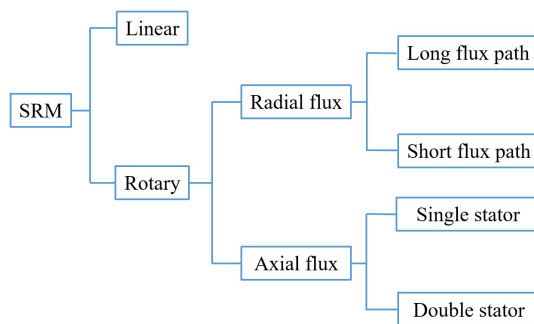 Linear
Long flux path
SRM
Radial flux
Short flux path
Rotary
Single stator
Axial flux
Double stator